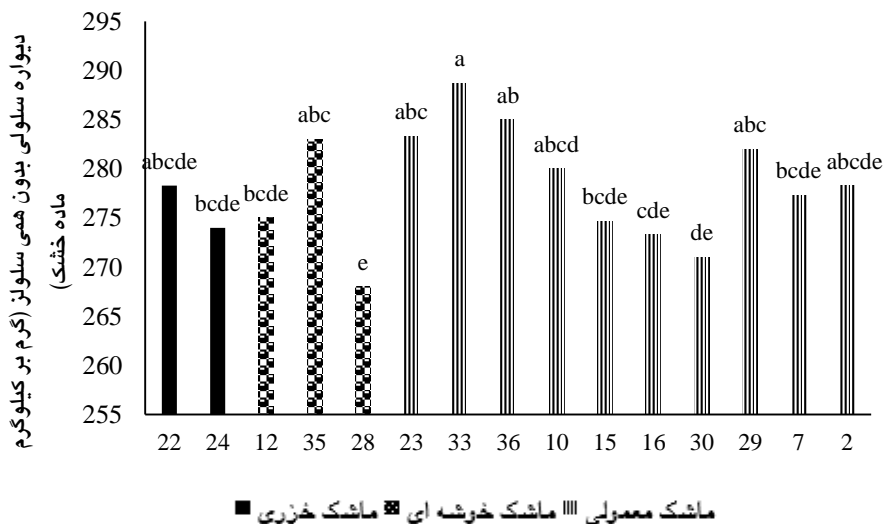 دیواره سلولی بدون همی سلولز (گرم بر کیلوگرم
ماده خشک)
295
290
285
280
275
270
265
260
255
abcde
bcde
bcde
abc
e
abc
a
ab
abcd
bcde
cde
de
abc
bcde
abcde
22 24 12 35 28 23 33 36 10 15 16 30 29 7 2
ماشک خزری ماشک خوشه ای ماشک معمولی